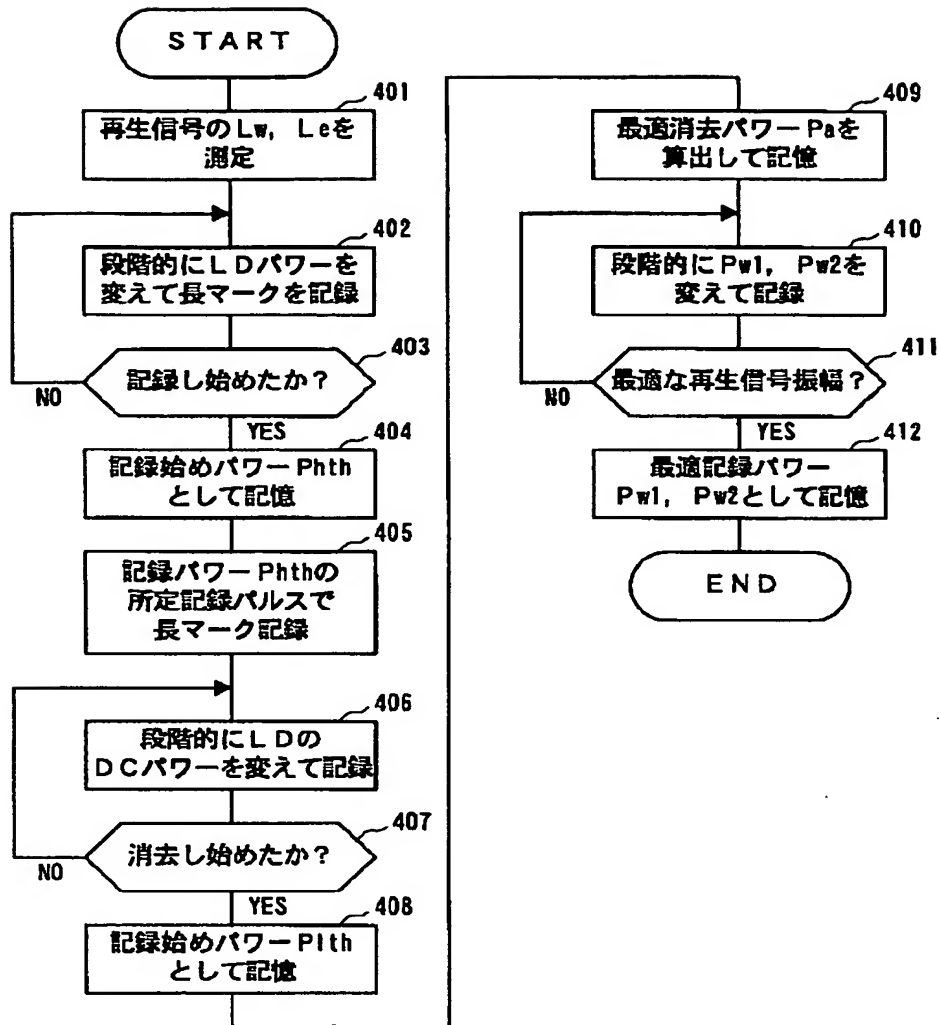 START
401
再生信号のLw, Leを
測定
402
段階的にLDパワーを
変えて長マークを記録
403
記録し始めたか？
NO
YES
404
記録始めパワーPhth
として記憶
405
記録パワーPhthの
所定記録パルスで
長マーク記録
406
段階的にLDの
DCパワーを変えて記録
407
消去し始めたか？
NO
YES
408
記録始めパワーPlth
として記憶
409
最適消去パワーPaを
算出して記憶
410
段階的にPw1, Pw2を
変えて記録
411
最適な再生信号振幅？
NO
YES
412
最適記録パワー
Pw1, Pw2として記憶
END